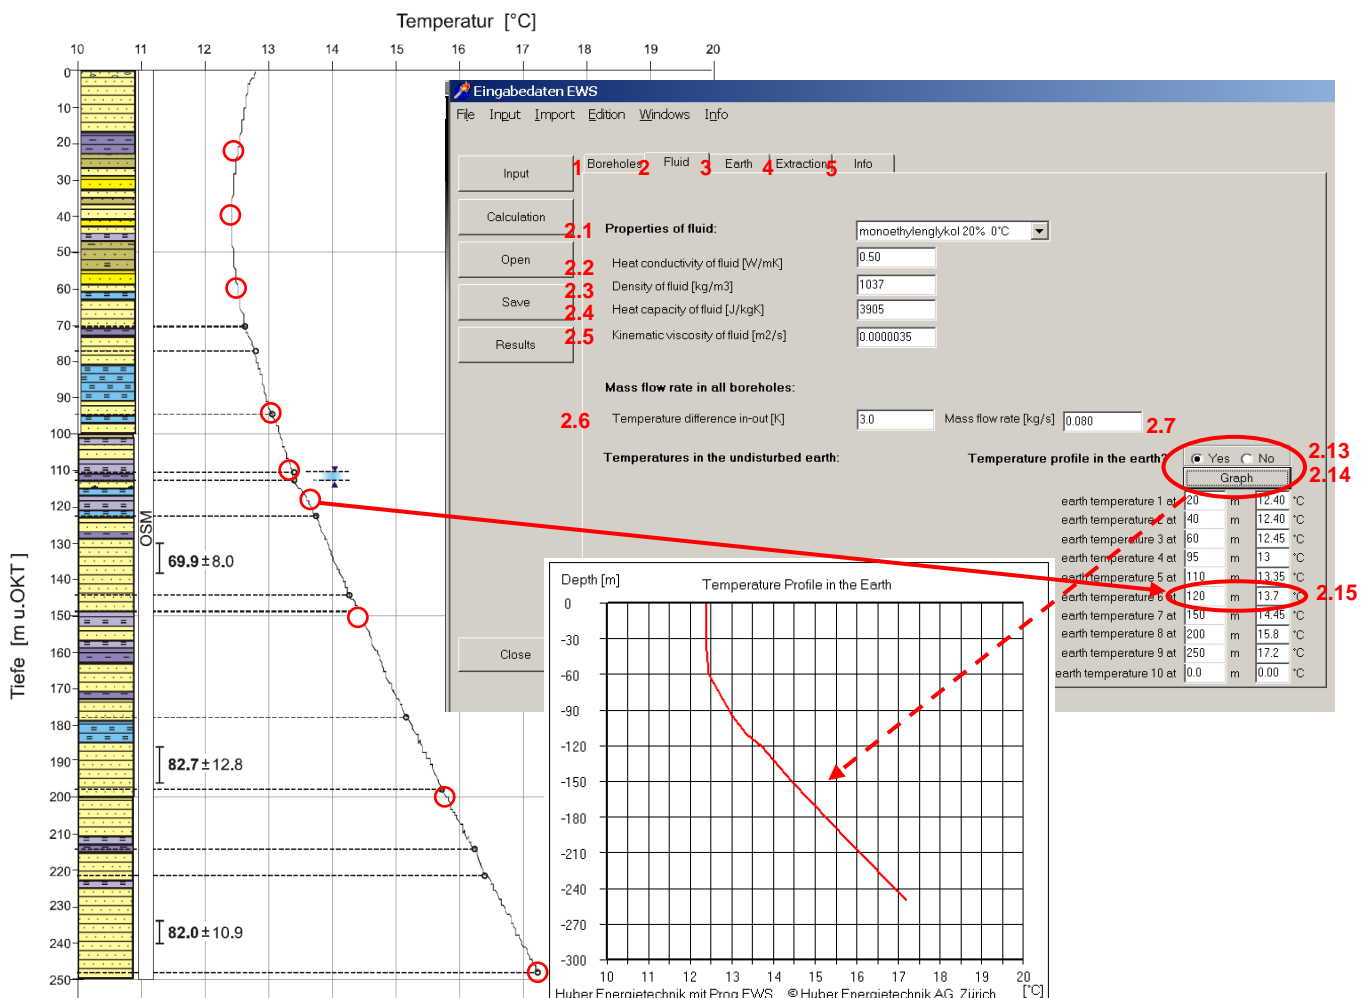 Temperatur [°C]
10 11 12 13 14 15 16 17 18 19 20
0
10
20
30
40
50
60
70
80
90
100
110
120
130
140
150
160
170
180
190
200
210
220
230
240
250
Tiefe [m u.OKT]
OSM
69.9 ± 8.0
82.7 ± 12.8
82.0 ± 10.9
Eingabedaten EWS
File Input Import Edition Windows Info
Input
Calculation
Open
Save
Results
Close
1 Boreholes 2 Fluid 3 Earth 4 Extraction 5 Info
2.1 Properties of fluid: monoethylenglykol 20% 0°C
2.2 Heat conductivity of fluid [W/mK] 0.50
2.3 Density of fluid [kg/m3] 1037
2.4 Heat capacity of fluid [J/kgK] 3905
2.5 Kinematic viscosity of fluid [m2/s] 0.0000035
Mass flow rate in all boreholes:
2.6 Temperature difference in-out [K] 3.0 Mass flow rate [kg/s] 0.080 2.7
Temperatures in the undisturbed earth: Temperature profile in the earth? Yes No 2.13
Graph 2.14
earth temperature 1 at 20 m 12.40 °C
earth temperature 2 at 40 m 12.40 °C
earth temperature 3 at 60 m 12.45 °C
earth temperature 4 at 95 m 13 °C
earth temperature 5 at 110 m 13.35 °C
earth temperature 6 at 120 m 13.7 °C 2.15
earth temperature 7 at 150 m 14.45 °C
earth temperature 8 at 200 m 15.8 °C
earth temperature 9 at 250 m 17.2 °C
earth temperature 10 at 0.0 m 0.00 °C
Depth [m] Temperature Profile in the Earth
0
-30
-60
-90
-120
-150
-180
-210
-240
-270
-300
10 11 12 13 14 15 16 17 18 19 20
[°C]
Huber Energietechnik mit Prog EWS © Huber Energietechnik AG, Zürich